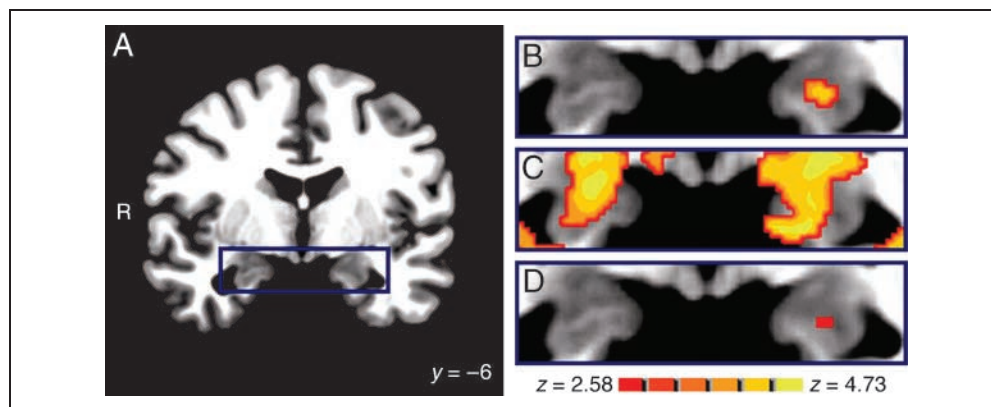 A
R
y = –6
B
C
D
z = 2.58 z = 4.73